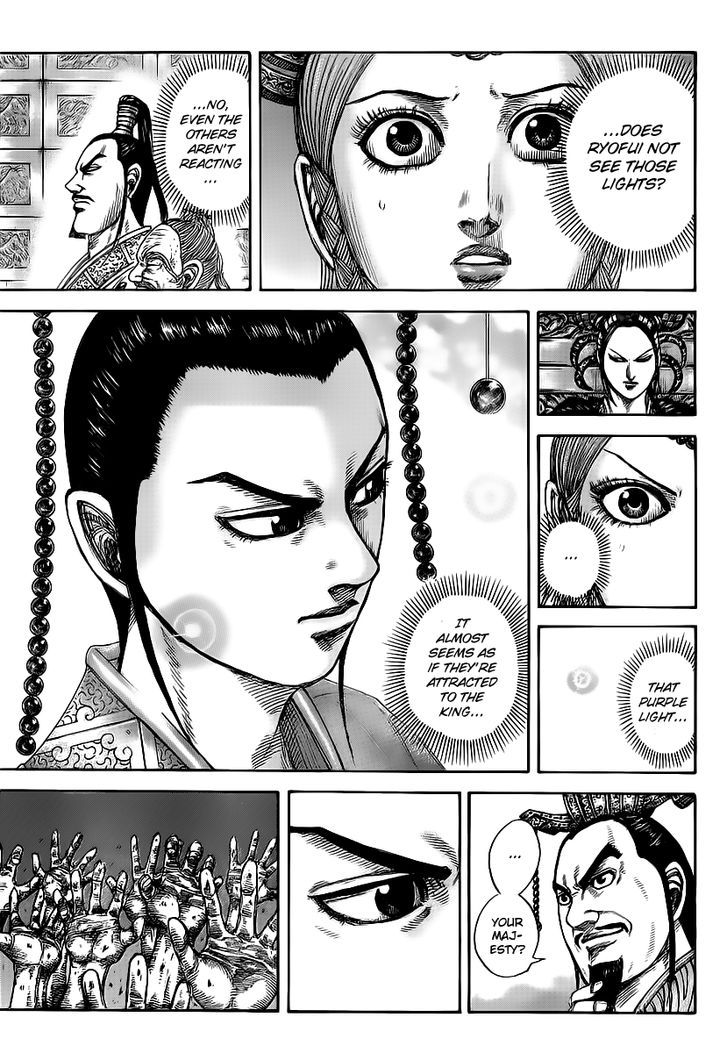 ...DOES
RYOFUI NOT
SEE THOSE
LIGHTS?
...NO,
EVEN THE
OTHERS
AREN'T
REACTING
...
...
THAT
PURPLE
LIGHT...
IT
ALMOST
SEEMS AS
IF THEY'RE
ATTRACTED
TO THE
KING...
...
YOUR
MAJ-
ESTY?